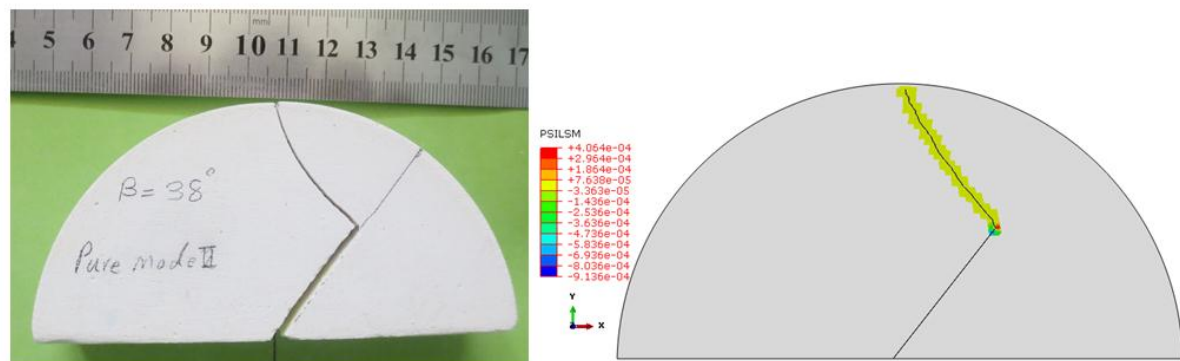 mm
4 5 6 7 8 9 10 11 12 13 14 15 16 17
β = 38°
Pure mode II
PSILSM
+4.064e-04
+2.964e-04
+1.864e-04
+7.638e-05
-3.363e-05
-1.436e-04
-2.536e-04
-3.636e-04
-4.736e-04
-5.836e-04
-6.936e-04
-8.036e-04
-9.136e-04
Y
X